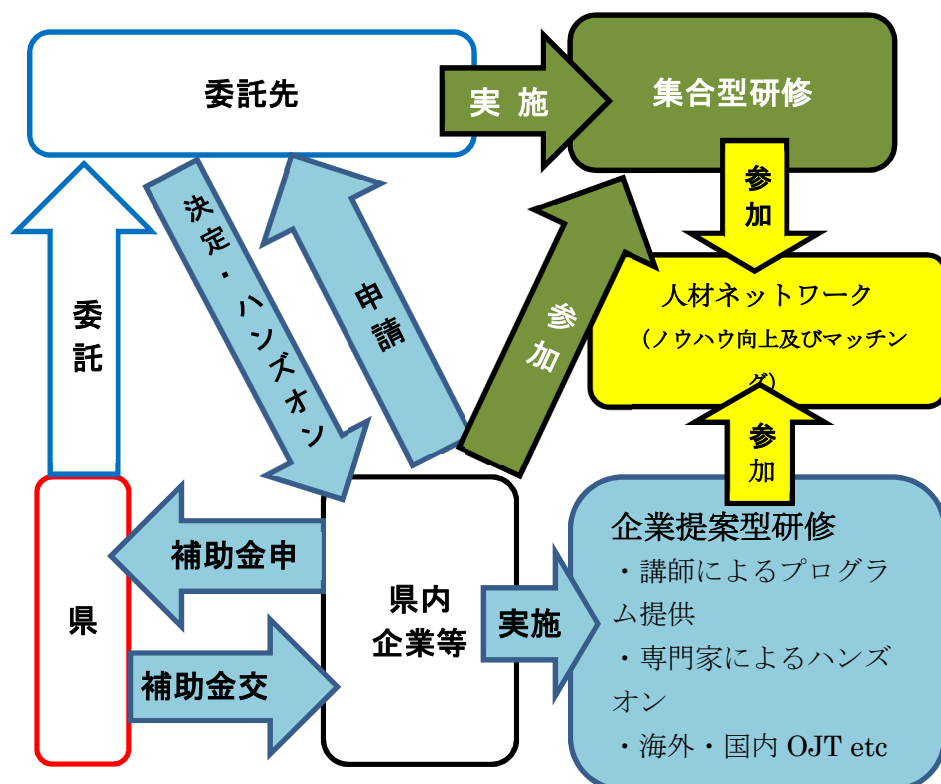 委託先
実 施
集合型研修
参
加
決定・ハンズオン
申請
参加
人材ネットワーク
（ノウハウ向上及びマッチン
グ）
委
託
参
加
補助金申
県内
企業等
実施
企業提案型研修
・講師によるプログラ
ム提供
・専門家によるハンズ
オン
・海外・国内 OJT etc
県
補助金交